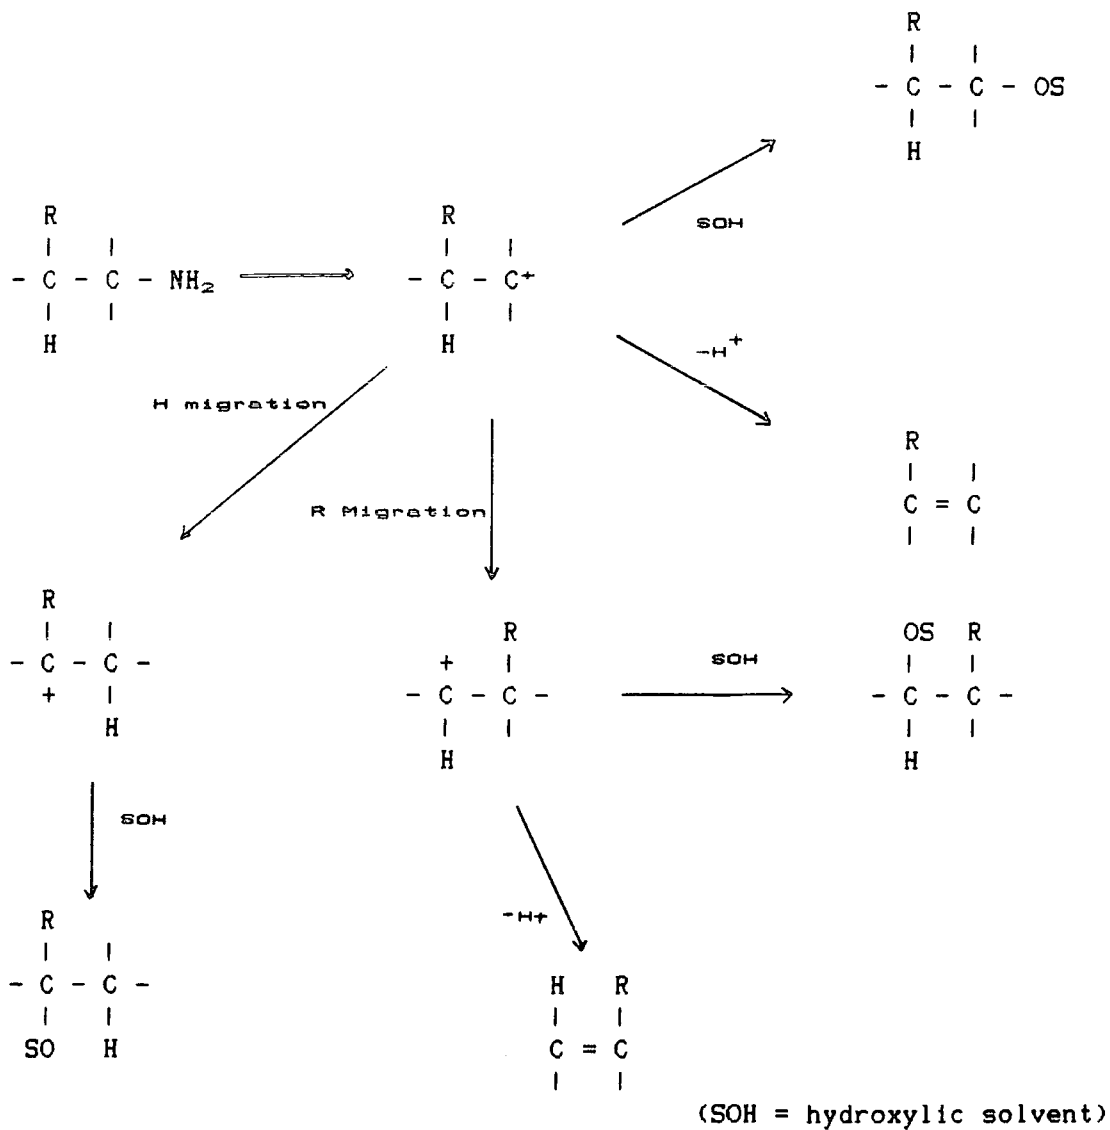 R
| |
- C - C - OS
| |
H
SOH
R R
| | | |
- C - C - NH₂ - C - C⁺
| | | |
H H
-H⁺
H migration
R
R Migration
| |
C = C
| |
R
| | R OS R
- C - C - + | SOH | |
+ | - C - C - - C - C -
H | | | |
H H
SOH
R -H+
| |
- C - C - H R
| | | |
SO H C = C
| |
(SOH = hydroxylic solvent)